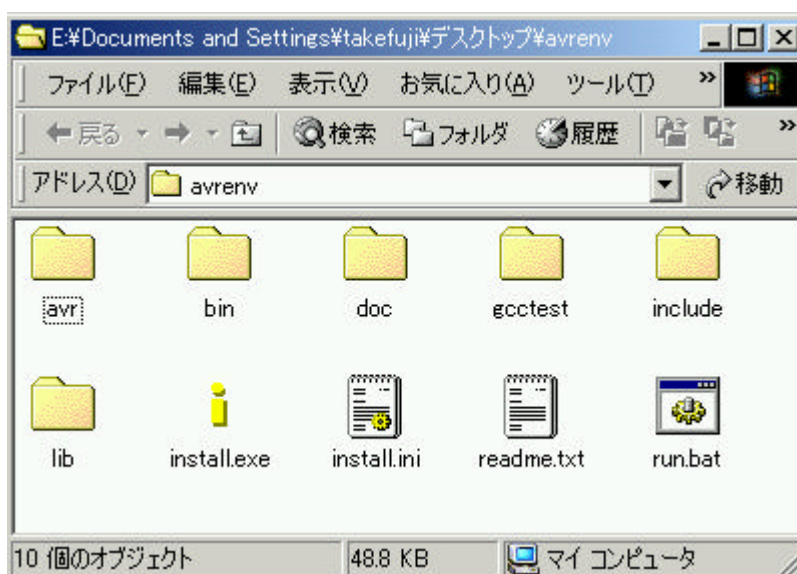 E:¥Documents and Settings¥takefuji¥デスクトップ¥avrenv
ファイル(F) 編集(E) 表示(V) お気に入り(A) ツール(T) »
戻る 検索 フォルダ 履歴 »
アドレス(D) avrenv 移動
avr bin doc gcctest include
lib install.exe install.ini readme.txt run.bat
10 個のオブジェクト 48.8 KB マイ コンピュータ